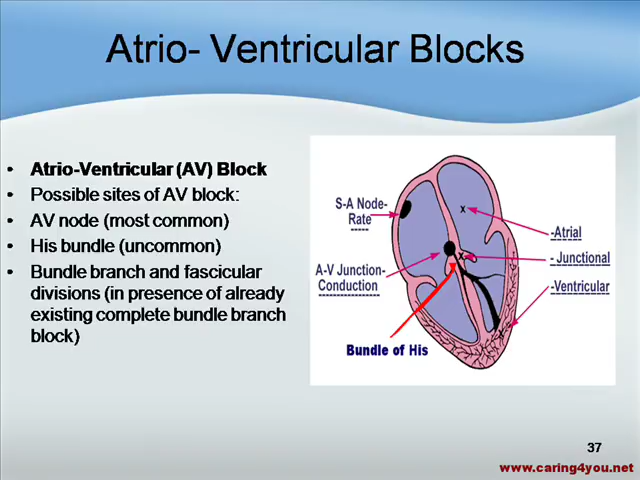 Atrio- Ventricular Blocks
• Atrio-Ventricular (AV) Block
• Possible sites of AV block:
• AV node (most common)
• His bundle (uncommon)
• Bundle branch and fascicular
divisions (in presence of already
existing complete bundle branch
block)
S-A Node-
Rate
A-V Junction-
Conduction
Bundle of His
x
-Atrial
x
- Junctional
-Ventricular
x
37
www.caring4you.net